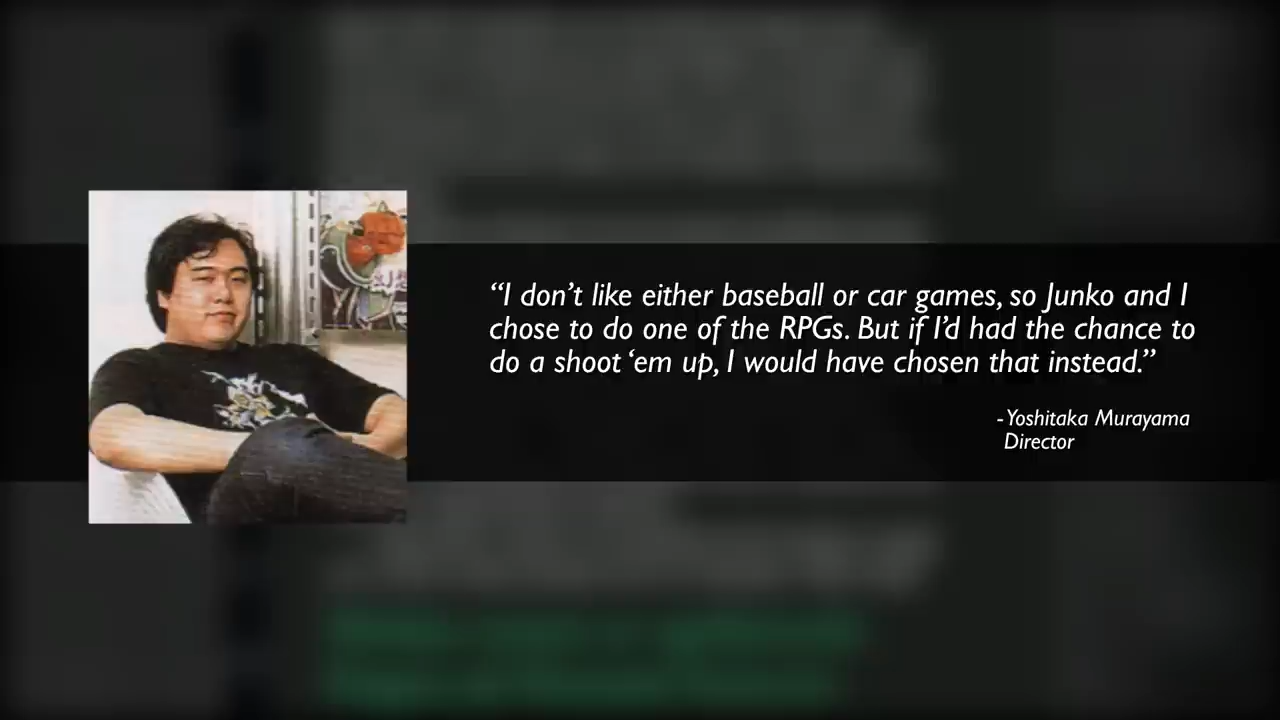 “I don’t like either baseball or car games, so Junko and I
chose to do one of the RPGs. But if I’d had the chance to
do a shoot ‘em up, I would have chosen that instead.”
- Yoshitaka Murayama
Director